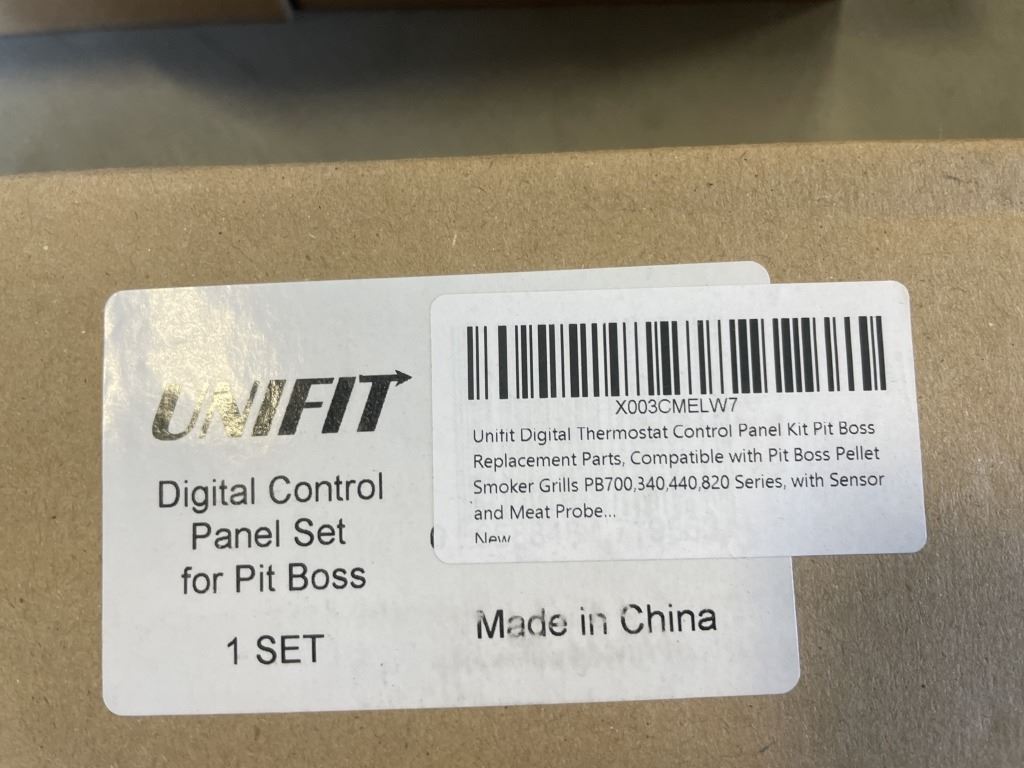 UNIFIT
Digital Control
Panel Set
for Pit Boss
1 SET
X003CMELW7
Unifit Digital Thermostat Control Panel Kit Pit Boss
Replacement Parts, Compatible with Pit Boss Pellet
Smoker Grills PB700,340,440,820 Series, with Sensor
and Meat Probe...
New
Made in China